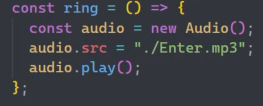 const ring = () => {
  const audio = new Audio();
  audio.src = "./Enter.mp3";
  audio.play();
};